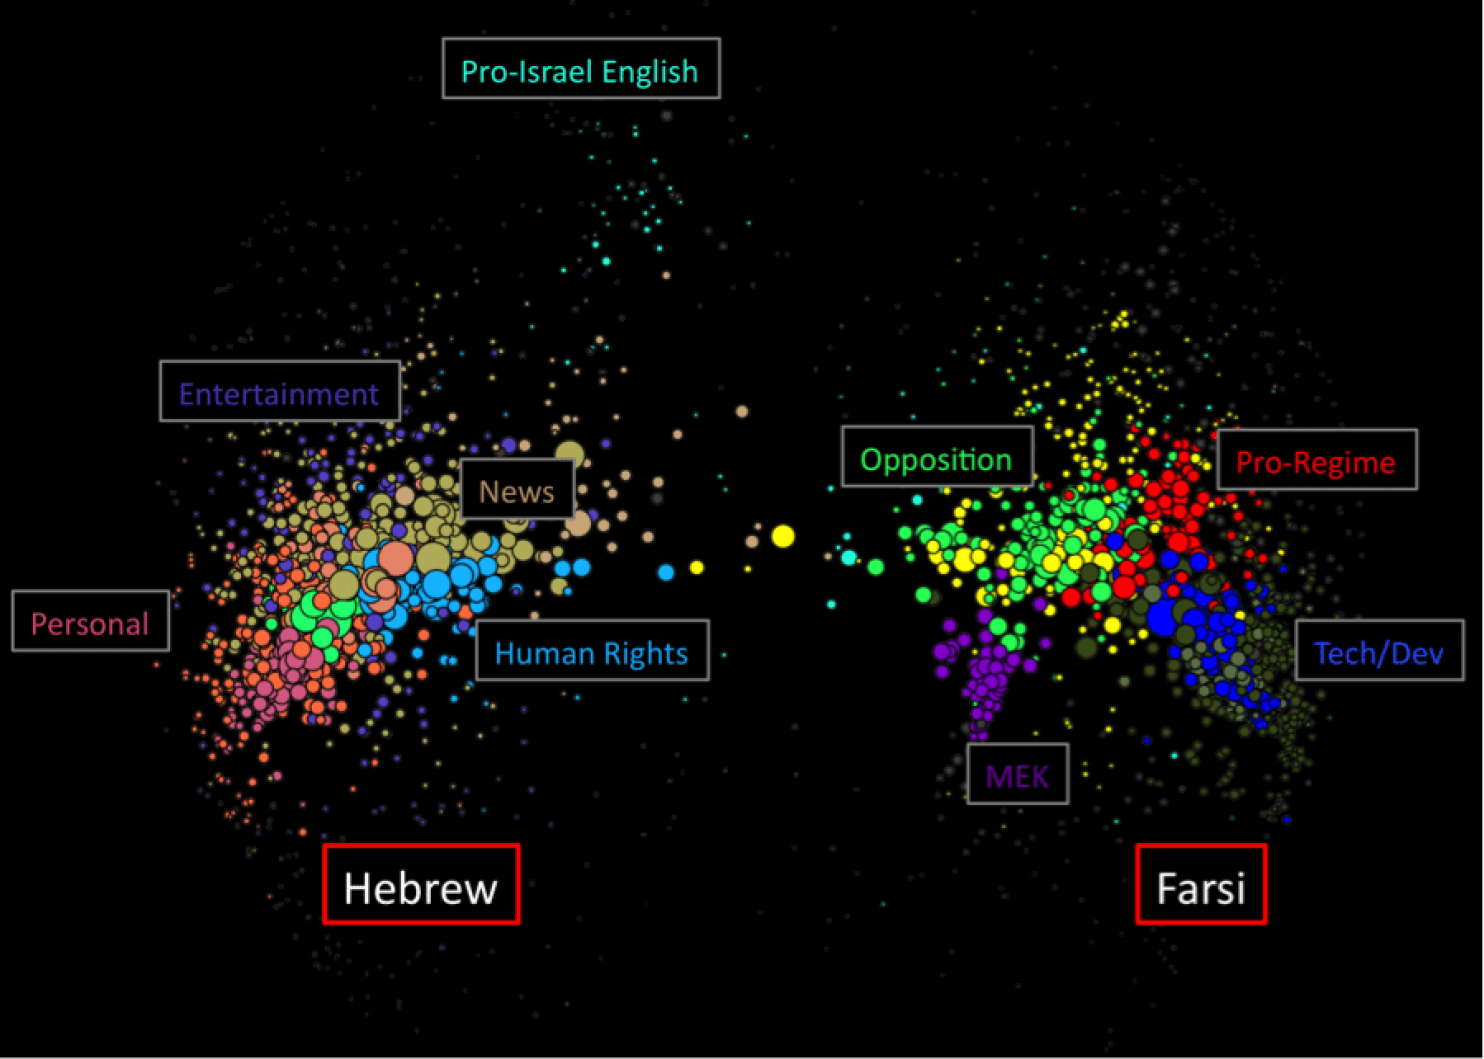 Pro-Israel English
Entertainment
News
Opposition
Pro-Regime
Personal
Human Rights
Tech/Dev
MEK
Hebrew
Farsi